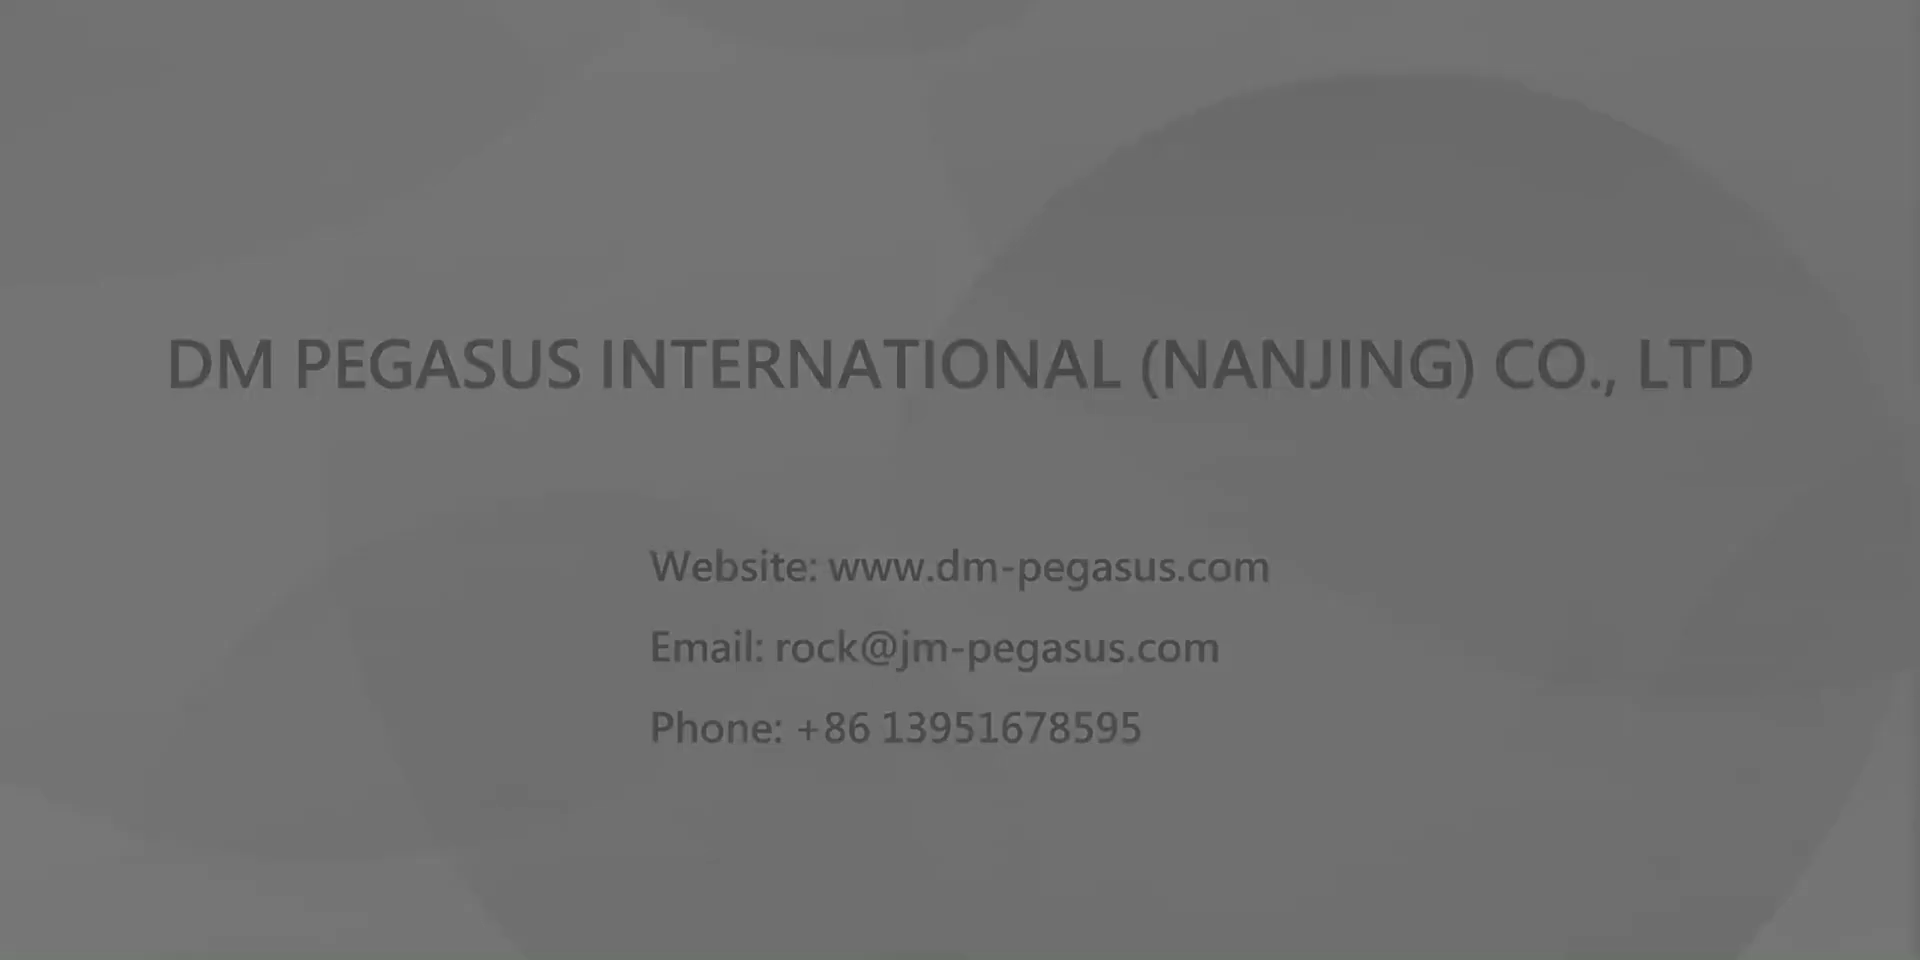 DM PEGASUS INTERNATIONAL (NANJING) CO., LTD
Website: www.dm-pegasus.com
Email: rock@jm-pegasus.com
Phone: +86 13951678595